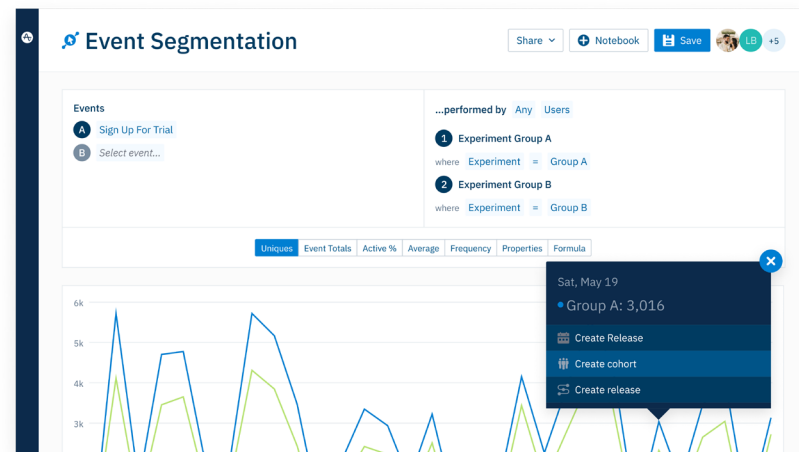 Event Segmentation
Share
Notebook
Save
LB
+5
Events
A Sign Up For Trial
B Select event...
...performed by Any Users
1 Experiment Group A
where Experiment = Group A
2 Experiment Group B
where Experiment = Group B
Uniques Event Totals Active % Average Frequency Properties Formula
Sat, May 19
Group A: 3,016
Create Release
Create cohort
Create release
6k
5k
4k
3k